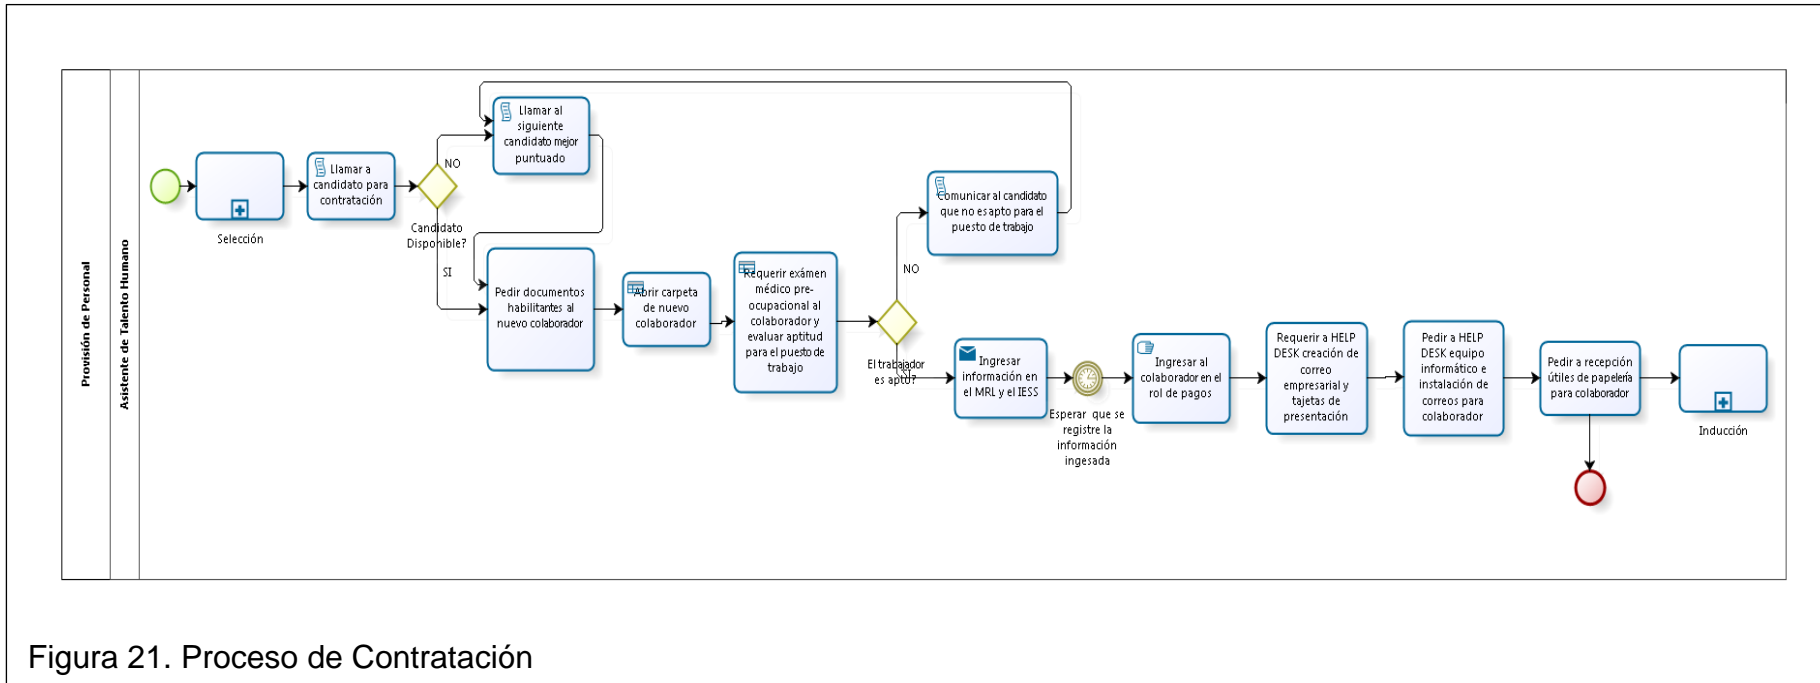 Provisión de Personal
Asistente de Talento Humano
Selección
Llamar a
candidato para
contratación
Candidato
Disponible?
NO
SI
Llamar al
siguiente
candidato mejor
puntuado
Pedir documentos
habilitantes al
nuevo colaborador
Abrir carpeta
de nuevo
colaborador
Requerir exámen
médico pre-
ocupacional al
colaborador y
evaluar aptitud
para el puesto de
trabajo
El trabajador
es apto?
NO
SI
Comunicar al candidato
que no es apto para el
puesto de trabajo
Ingresar
información en
el MRL y el IESS
Esperar que se
registre la
información
ingesada
Ingresar al
colaborador en el
rol de pagos
Requerir a HELP
DESK creación de
correo
empresarial y
tajetas de
presentación
Pedir a HELP
DESK equipo
informático e
instalación de
correos para
colaborador
Pedir a recepción
útiles de papelería
para colaborador
Inducción
Figura 21. Proceso de Contratación